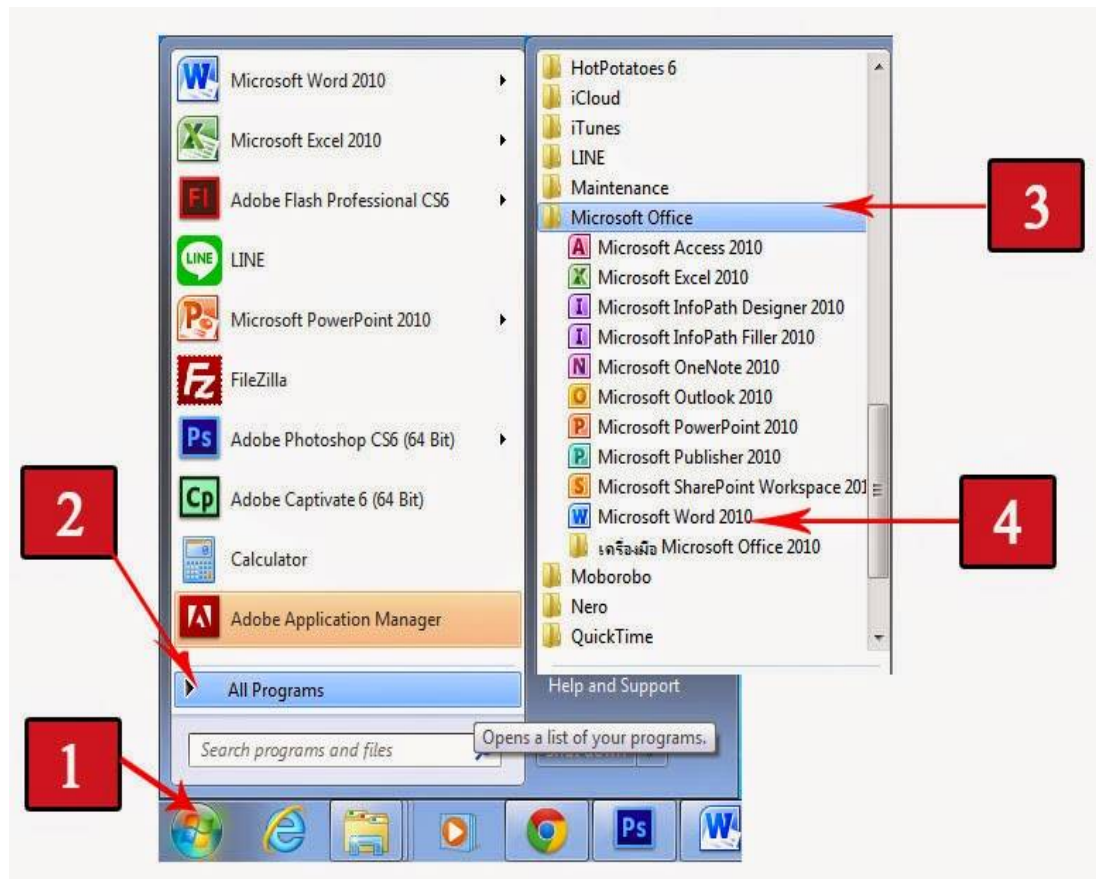 Microsoft Word 2010
Microsoft Excel 2010
Adobe Flash Professional CS6
LINE
LINE
Microsoft PowerPoint 2010
FileZilla
Ps
Adobe Photoshop CS6 (64 Bit)
Cp
Adobe Captivate 6 (64 Bit)
Calculator
Adobe Application Manager
All Programs
Search programs and files
Opens a list of your programs.
HotPotatoes 6
iCloud
iTunes
LINE
Maintenance
Microsoft Office
Microsoft Access 2010
Microsoft Excel 2010
Microsoft InfoPath Designer 2010
Microsoft InfoPath Filler 2010
Microsoft OneNote 2010
Microsoft Outlook 2010
Microsoft PowerPoint 2010
Microsoft Publisher 2010
Microsoft SharePoint Workspace 201
Microsoft Word 2010
เครื่องมือ Microsoft Office 2010
Moborobo
Nero
QuickTime
Help and Support
1
2
3
4
Ps